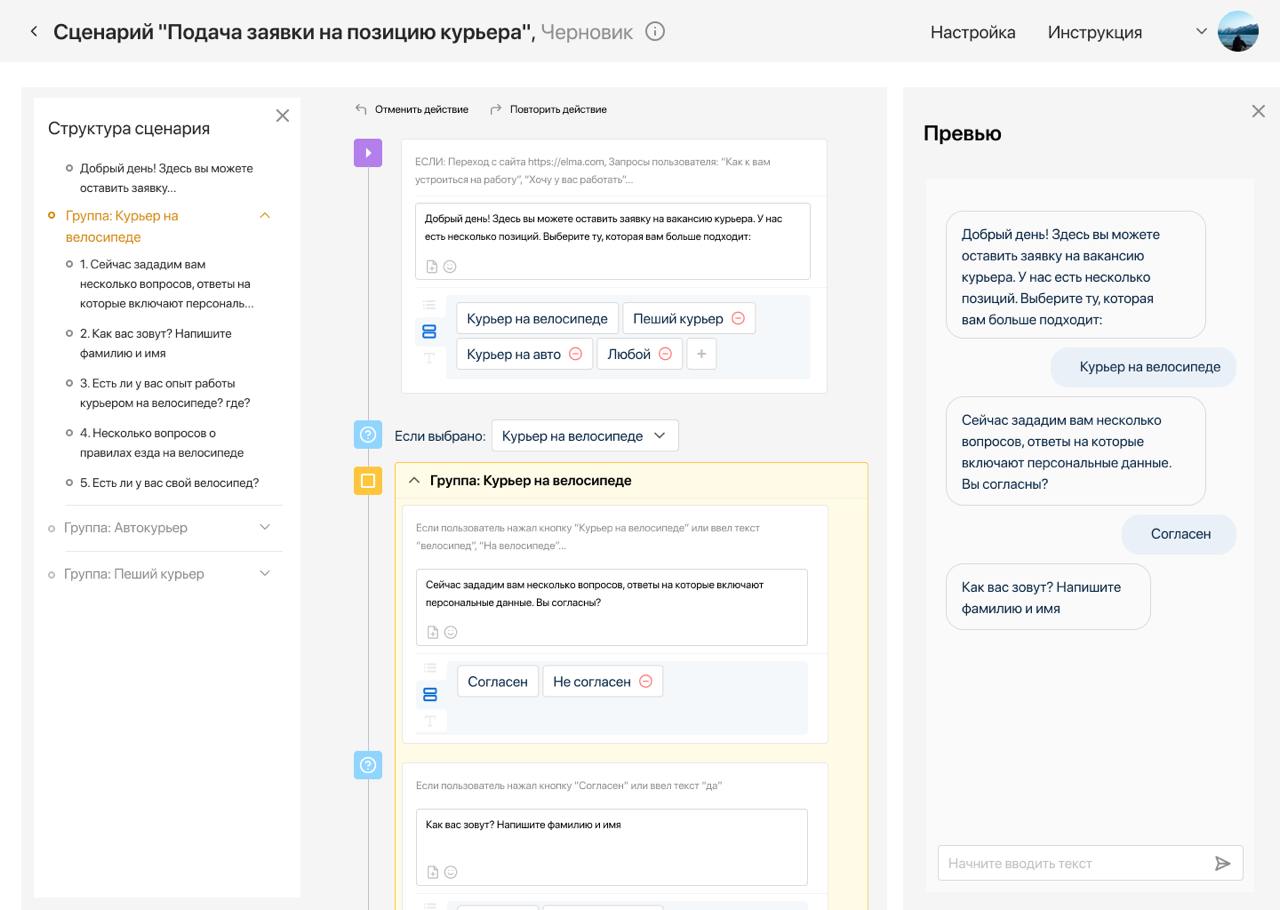 Сценарий "Подача заявки на позицию курьера", Черновик
Настройка
Инструкция
Структура сценария
Добрый день! Здесь вы можете
оставить заявку...
Группа: Курьер на
велосипеде
1. Сейчас зададим вам
несколько вопросов, ответы на
которые включают персональ...
2. Как вас зовут? Напишите
фамилию и имя
3. Есть ли у вас опыт работы
курьером на велосипеде? где?
4. Несколько вопросов о
правилах езда на велосипеде
5. Есть ли у вас свой велосипед?
Группа: Автокурьер
Группа: Пеший курьер
Отменить действие
Повторить действие
ЕСЛИ: Переход с сайта https://elma.com, Запросы пользователя: "Как к вам
устроиться на работу", "Хочу у вас работать"...
Добрый день! Здесь вы можете оставить заявку на вакансию курьера. У нас
есть несколько позиций. Выберите ту, которая вам больше подходит:
Курьер на велосипеде
Пеший курьер
Курьер на авто
Любой
Если выбрано:
Курьер на велосипеде
Группа: Курьер на велосипеде
Если пользователь нажал кнопку "Курьер на велосипеде" или ввел текст
"велосипед", "На велосипеде"...
Сейчас зададим вам несколько вопросов, ответы на которые включают
персональные данные. Вы согласны?
Согласен
Не согласен
Если пользователь нажал кнопку "Согласен" или ввел текст "да"
Как вас зовут? Напишите фамилию и имя
Превью
Добрый день! Здесь вы можете
оставить заявку на вакансию
курьера. У нас есть несколько
позиций. Выберите ту, которая
вам больше подходит:
Курьер на велосипеде
Сейчас зададим вам несколько
вопросов, ответы на которые
включают персональные данные.
Вы согласны?
Согласен
Как вас зовут? Напишите
фамилию и имя
Начните вводить текст